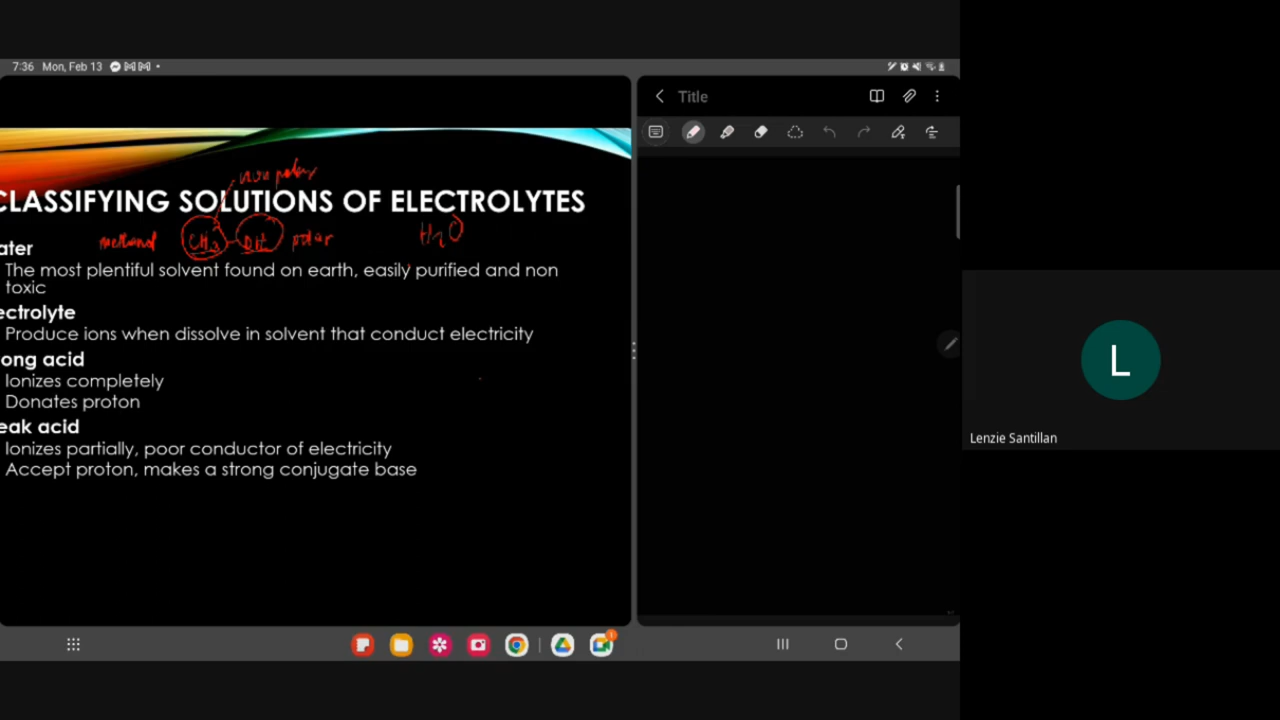 7:36 Mon, Feb 13
Title
non polar
CLASSIFYING SOLUTIONS OF ELECTROLYTES
methanol CH3 - OH polar H2O
ater
The most plentiful solvent found on earth, easily purified and non
toxic
ectrolyte
Produce ions when dissolve in solvent that conduct electricity
ong acid
Ionizes completely
Donates proton
eak acid
Ionizes partially, poor conductor of electricity
Accept proton, makes a strong conjugate base
L
Lenzie Santillan